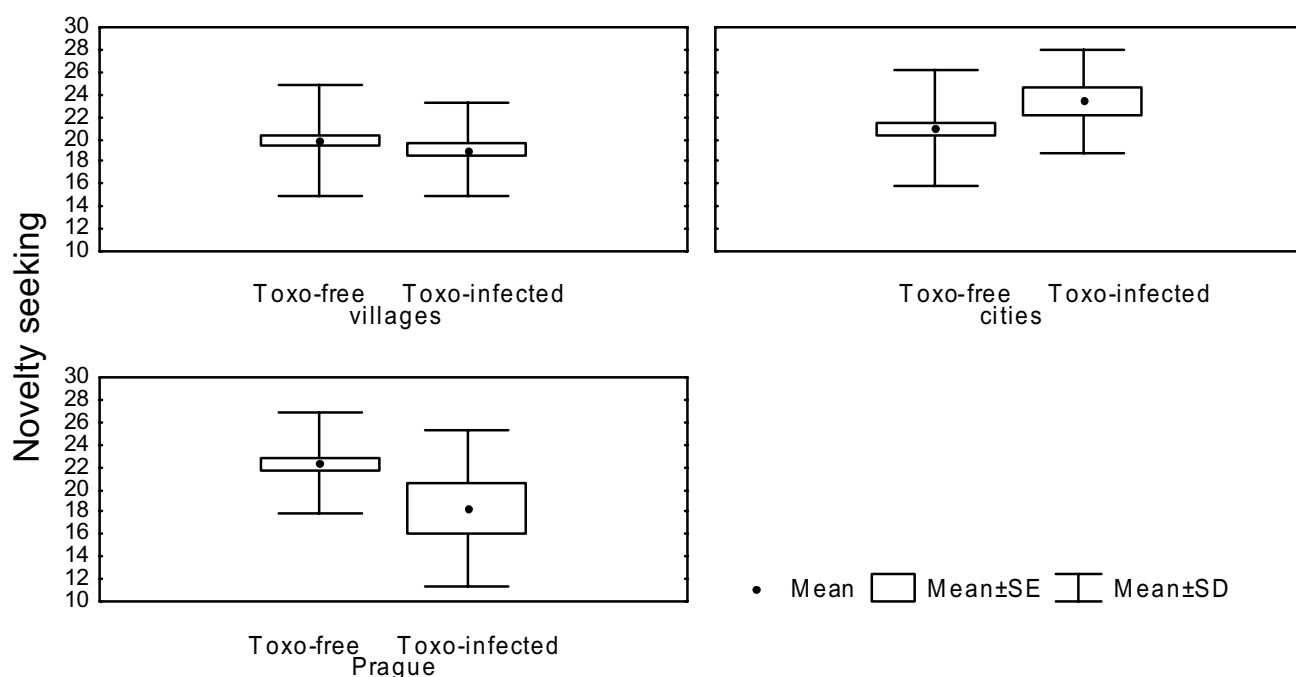 Novelty seeking
30
28
26
24
22
20
18
16
14
12
10
Toxo-free Toxo-infected
villages
Toxo-free Toxo-infected
cities
30
28
26
24
22
20
18
16
14
12
10
Toxo-free Toxo-infected
Prague
Mean Mean±SE Mean±SD